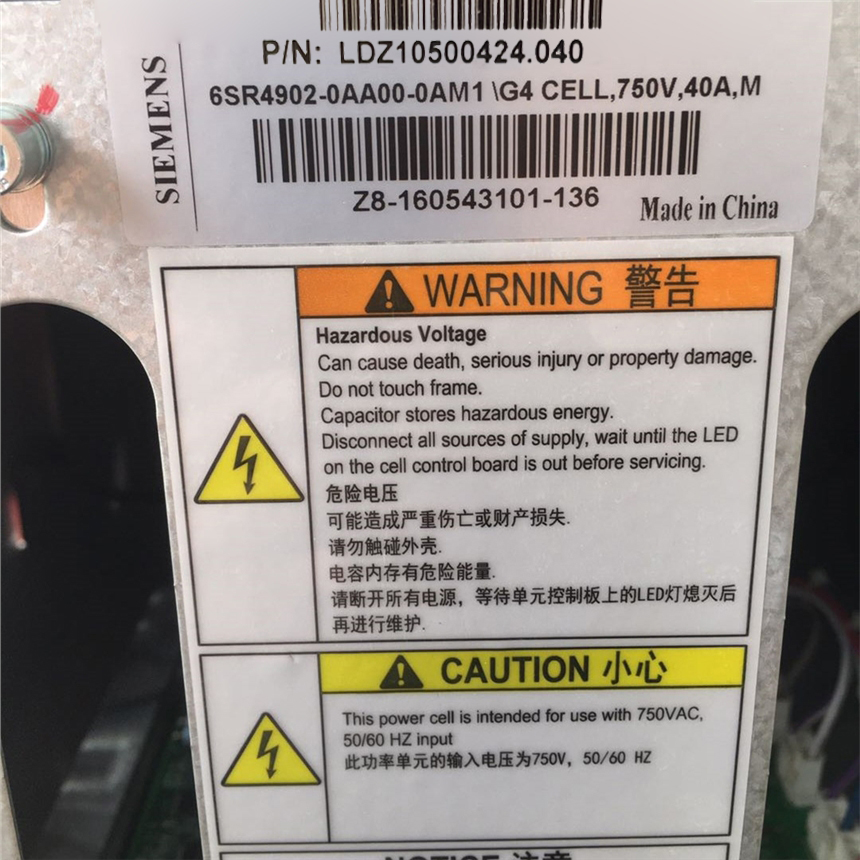 P/N: LDZ10500424.040
6SR4902-0AA00-0AM1 \G4 CELL,750V,40A,M
SIEMENS
Z8-160543101-136
Made in China
WARNING 警告
Hazardous Voltage
Can cause death, serious injury or property damage.
Do not touch frame.
Capacitor stores hazardous energy.
Disconnect all sources of supply, wait until the LED
on the cell control board is out before servicing.
危险电压
可能造成严重伤亡或财产损失.
请勿触碰外壳.
电容内存有危险能量.
请断开所有电源，等待单元控制板上的LED灯熄灭后
再进行维护.
CAUTION 小心
This power cell is intended for use with 750VAC,
50/60 HZ input
此功率单元的输入电压为750V，50/60 HZ
NOTICE 注意